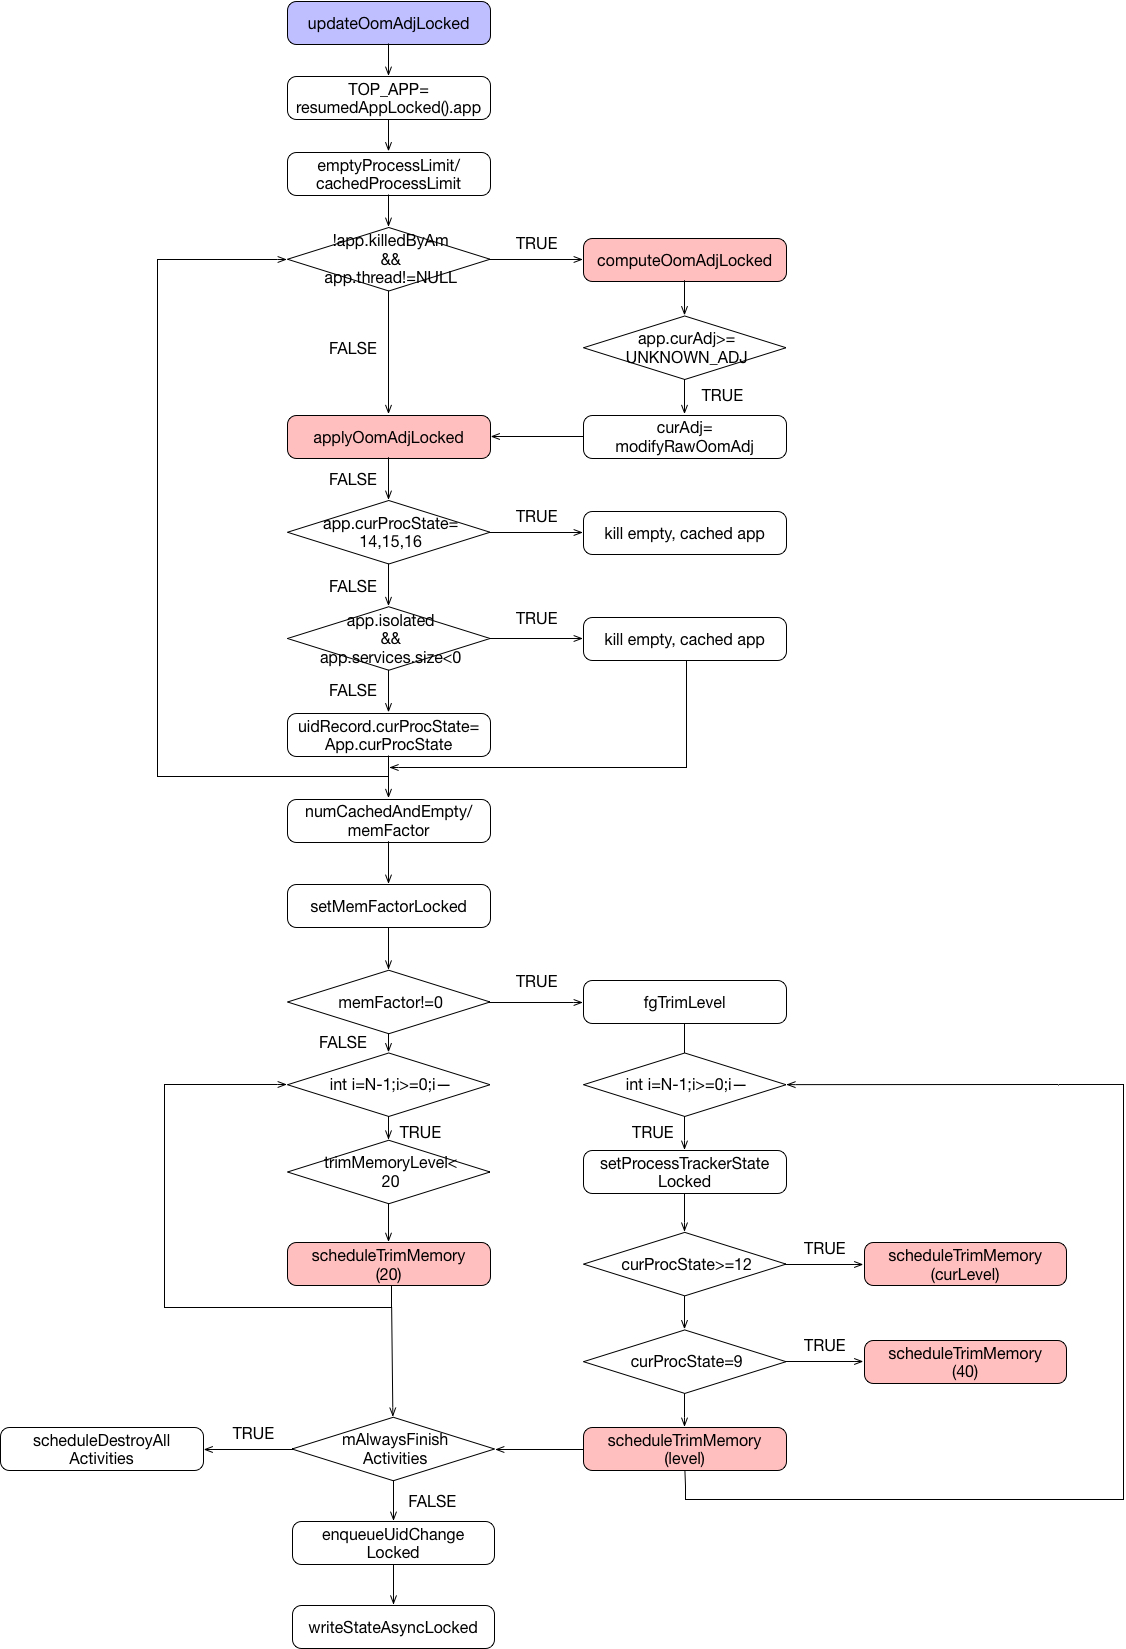 updateOomAdjLocked
TOP_APP=
resumedAppLocked().app
emptyProcessLimit/
cachedProcessLimit
!app.killedByAm
&&
app.thread!=NULL
TRUE
computeOomAdjLocked
FALSE
app.curAdj>=
UNKNOWN_ADJ
TRUE
applyOomAdjLocked
curAdj=
modifyRawOomAdj
FALSE
app.curProcState=
14,15,16
TRUE
kill empty, cached app
FALSE
app.isolated
&&
app.services.size<0
TRUE
kill empty, cached app
FALSE
uidRecord.curProcState=
App.curProcState
numCachedAndEmpty/
memFactor
setMemFactorLocked
memFactor!=0
TRUE
fgTrimLevel
FALSE
int i=N-1;i>=0;i—
int i=N-1;i>=0;i—
TRUE
TRUE
trimMemoryLevel<
20
setProcessTrackerState
Locked
scheduleTrimMemory
(20)
curProcState>=12
TRUE
scheduleTrimMemory
(curLevel)
curProcState=9
TRUE
scheduleTrimMemory
(40)
scheduleDestroyAll
Activities
TRUE
mAlwaysFinish
Activities
scheduleTrimMemory
(level)
FALSE
enqueueUidChange
Locked
writeStateAsyncLocked